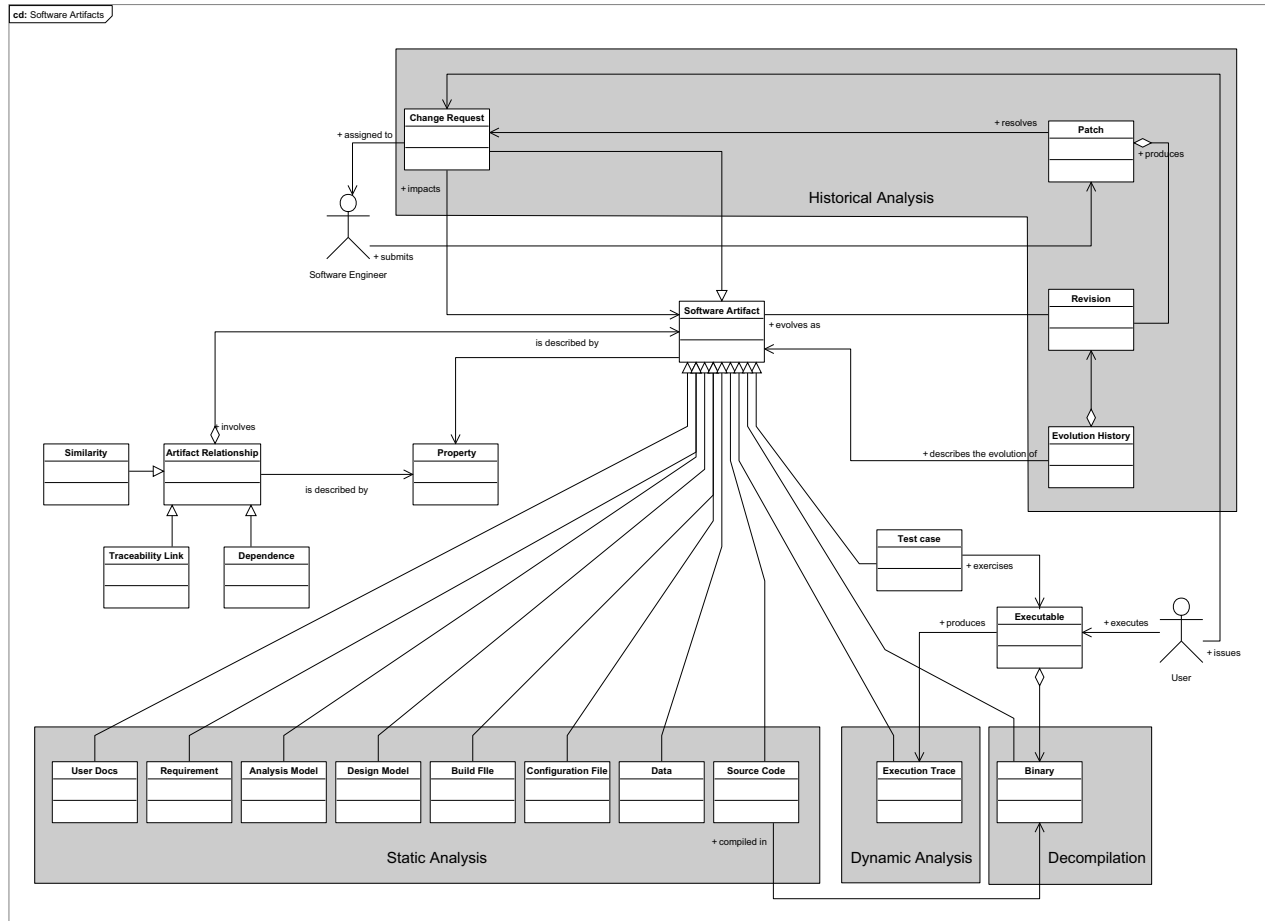 cd: Software Artifacts
Change Request
+ assigned to
+ resolves
Patch
+ produces
+ impacts
Historical Analysis
+ submits
Software Engineer
Revision
Software Artifact
+ evolves as
is described by
+ involves
Evolution History
Similarity
Artifact Relationship
Property
+ describes the evolution of
is described by
Test case
Traceability Link
Dependence
+ exercises
Executable
+ produces
+ executes
+ issues
User
User Docs
Requirement
Analysis Model
Design Model
Build FIle
Configuration File
Data
Source Code
Execution Trace
Binary
+ compiled in
Static Analysis
Dynamic Analysis
Decompilation